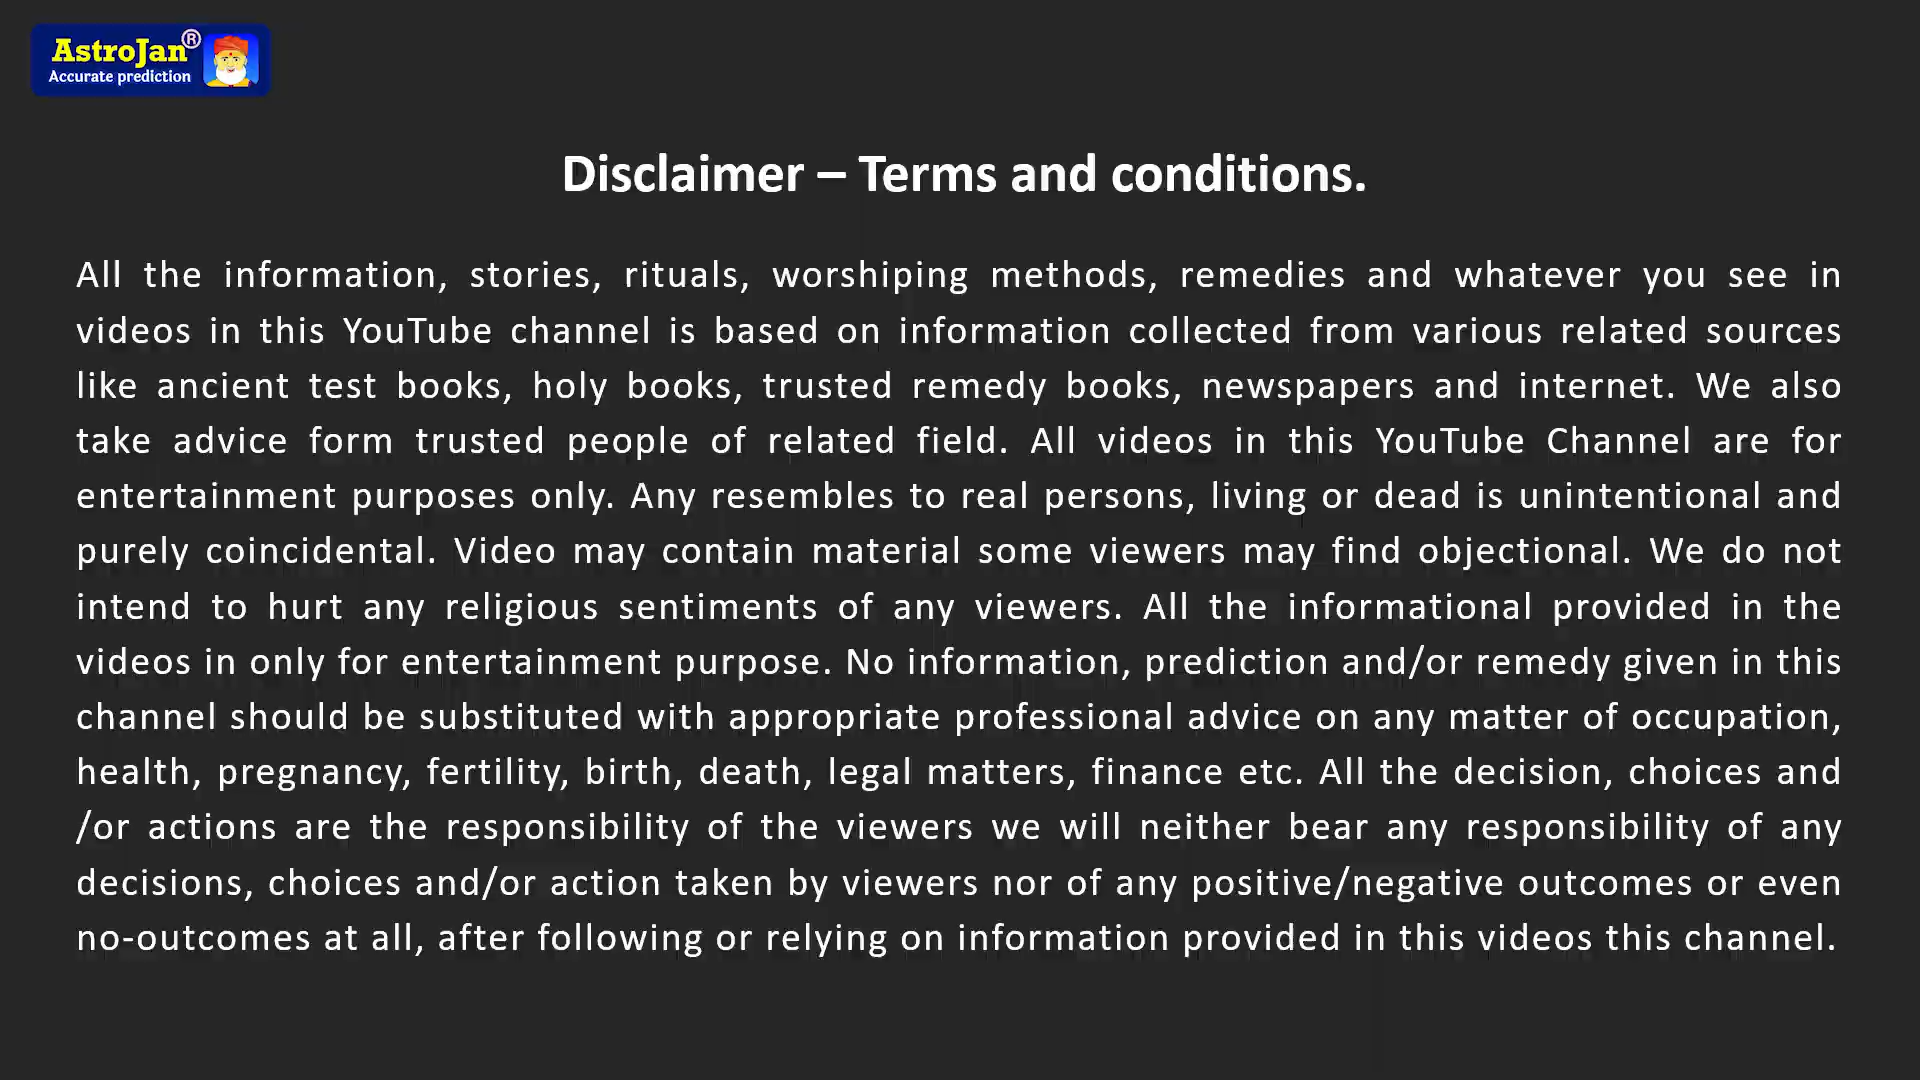 AstroJan®
Accurate prediction
Disclaimer – Terms and conditions.
All the information, stories, rituals, worshiping methods, remedies and whatever you see in
videos in this YouTube channel is based on information collected from various related sources
like ancient test books, holy books, trusted remedy books, newspapers and internet. We also
take advice form trusted people of related field. All videos in this YouTube Channel are for
entertainment purposes only. Any resembles to real persons, living or dead is unintentional and
purely coincidental. Video may contain material some viewers may find objectional. We do not
intend to hurt any religious sentiments of any viewers. All the informational provided in the
videos in only for entertainment purpose. No information, prediction and/or remedy given in this
channel should be substituted with appropriate professional advice on any matter of occupation,
health, pregnancy, fertility, birth, death, legal matters, finance etc. All the decision, choices and
/or actions are the responsibility of the viewers we will neither bear any responsibility of any
decisions, choices and/or action taken by viewers nor of any positive/negative outcomes or even
no-outcomes at all, after following or relying on information provided in this videos this channel.